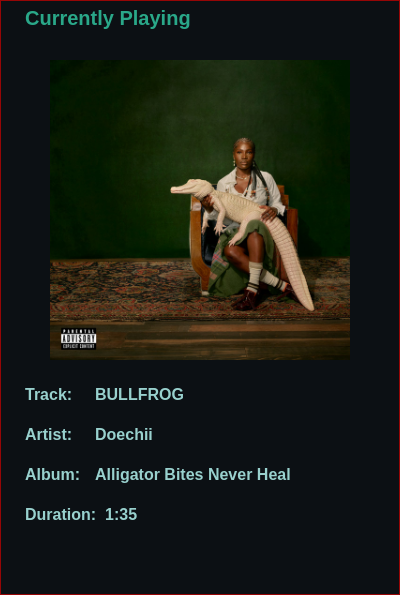 Currently Playing
PARENTAL
ADVISORY
EXPLICIT CONTENT
Track: BULLFROG
Artist: Doechii
Album: Alligator Bites Never Heal
Duration: 1:35